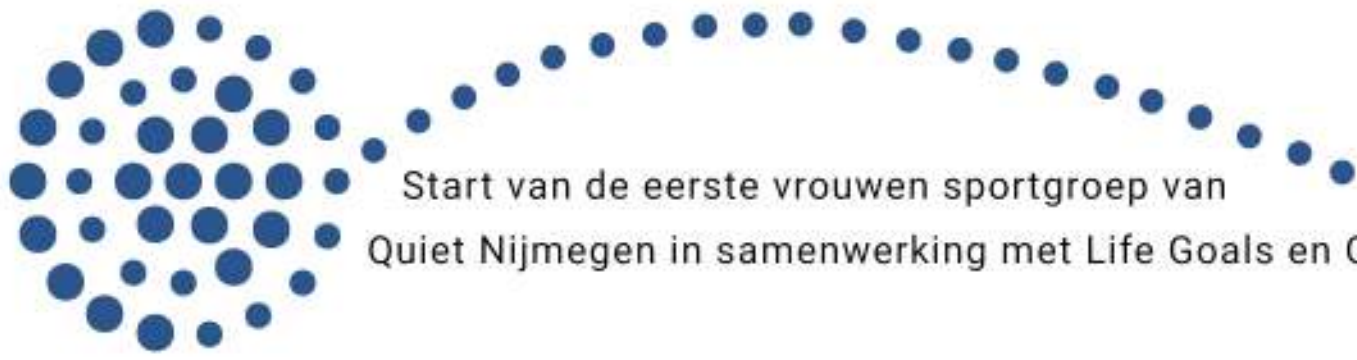 Start van de eerste vrouwen sportgroep van
Quiet Nijmegen in samenwerking met Life Goals en